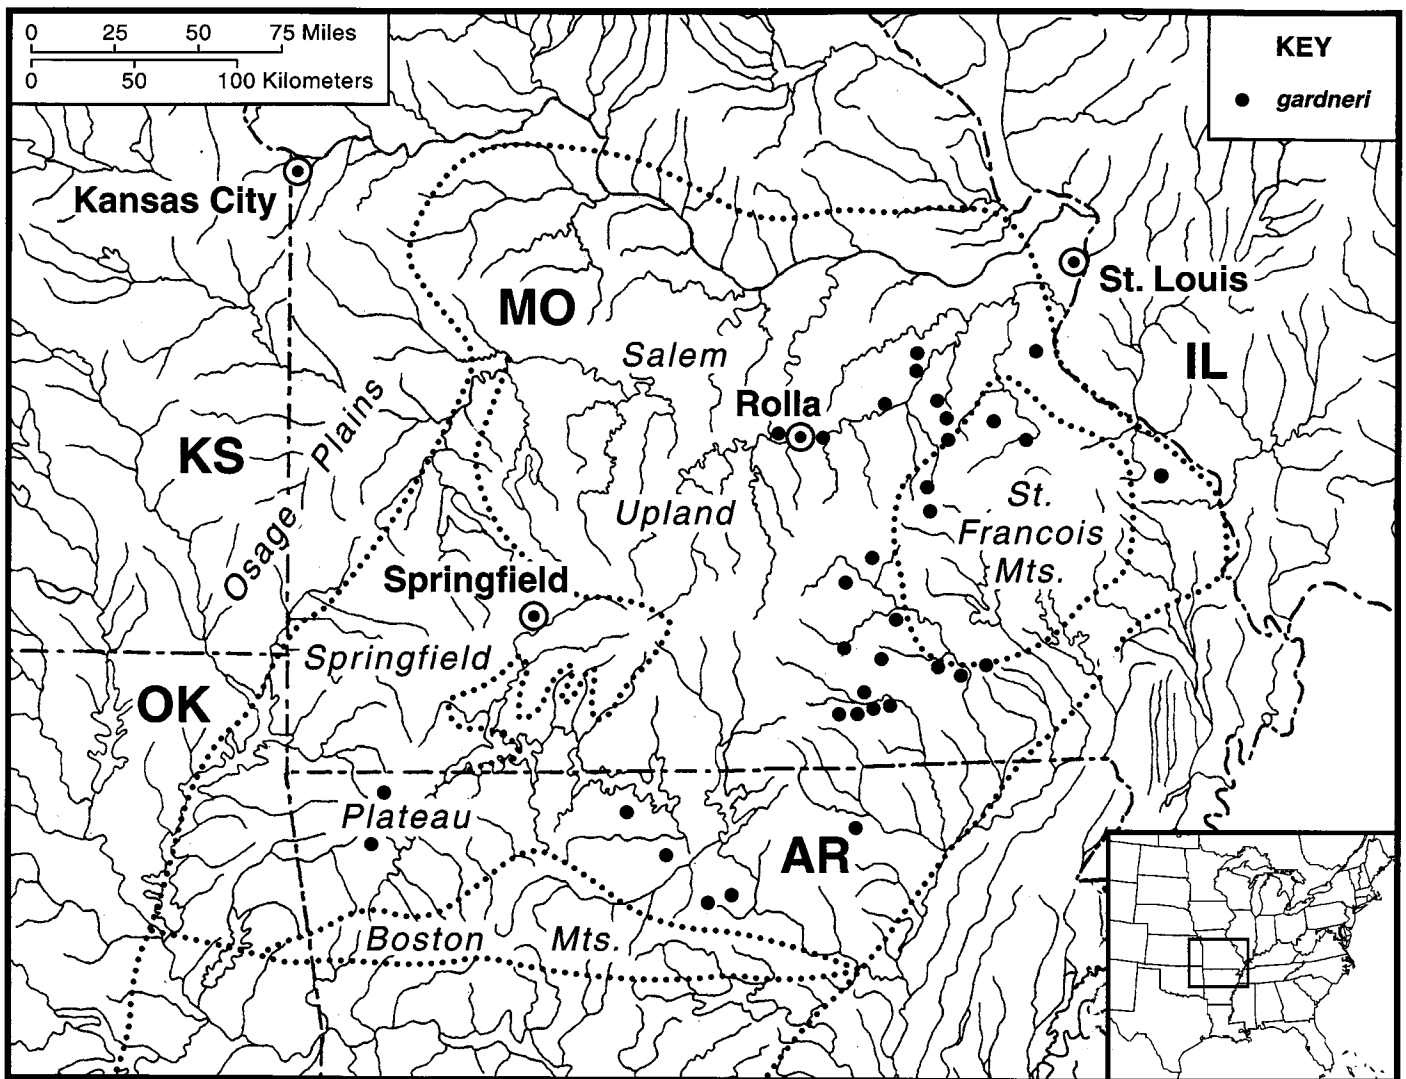 0 25 50 75 Miles
0 50 100 Kilometers
KEY
gardneri
Kansas City
St. Louis
MO
IL
Salem
Rolla
KS
Osage Plains
Upland
St.
Francois
Mts.
Springfield
Springfield
OK
Plateau
AR
Boston Mts.